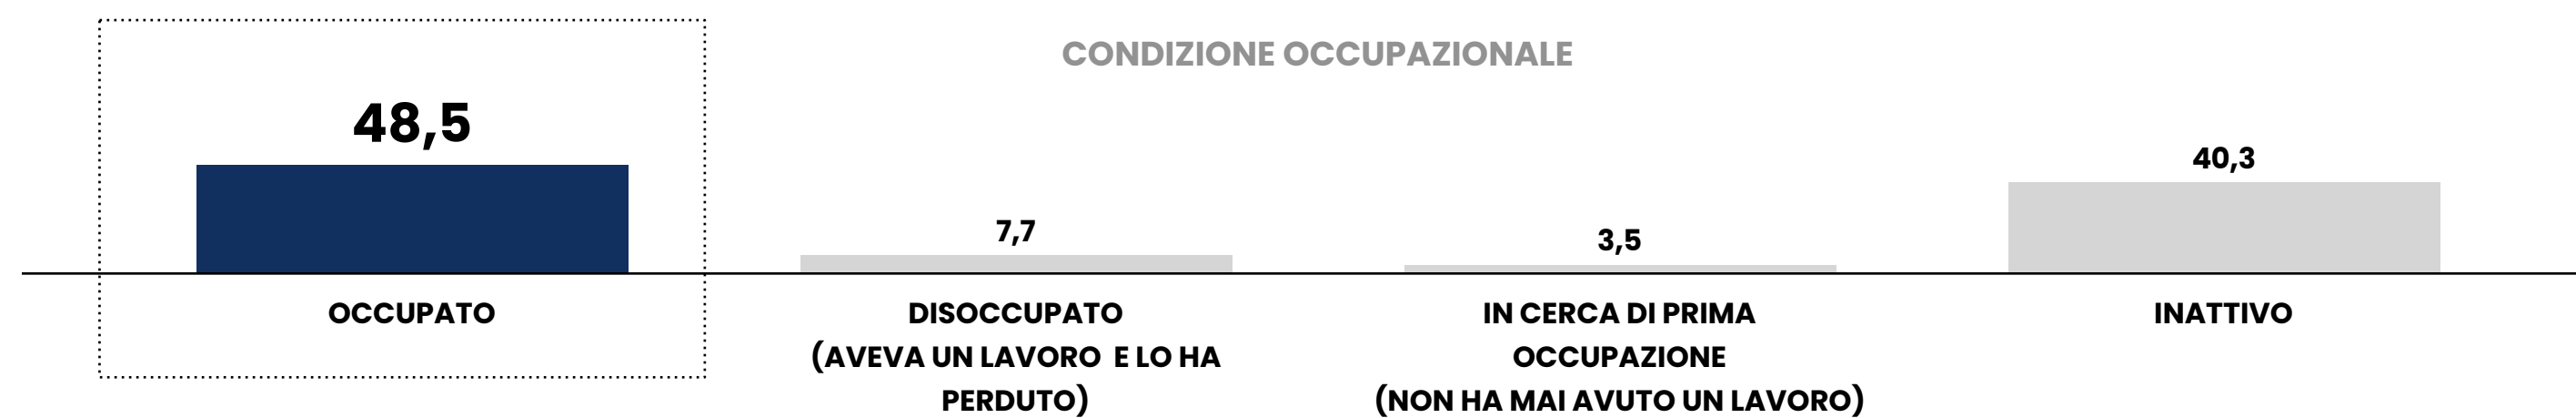 CONDIZIONE OCCUPAZIONALE
48,5
7,7
3,5
40,3
OCCUPATO
DISOCCUPATO
(AVEVA UN LAVORO E LO HA
PERDUTO)
IN CERCA DI PRIMA
OCCUPAZIONE
(NON HA MAI AVUTO UN LAVORO)
INATTIVO